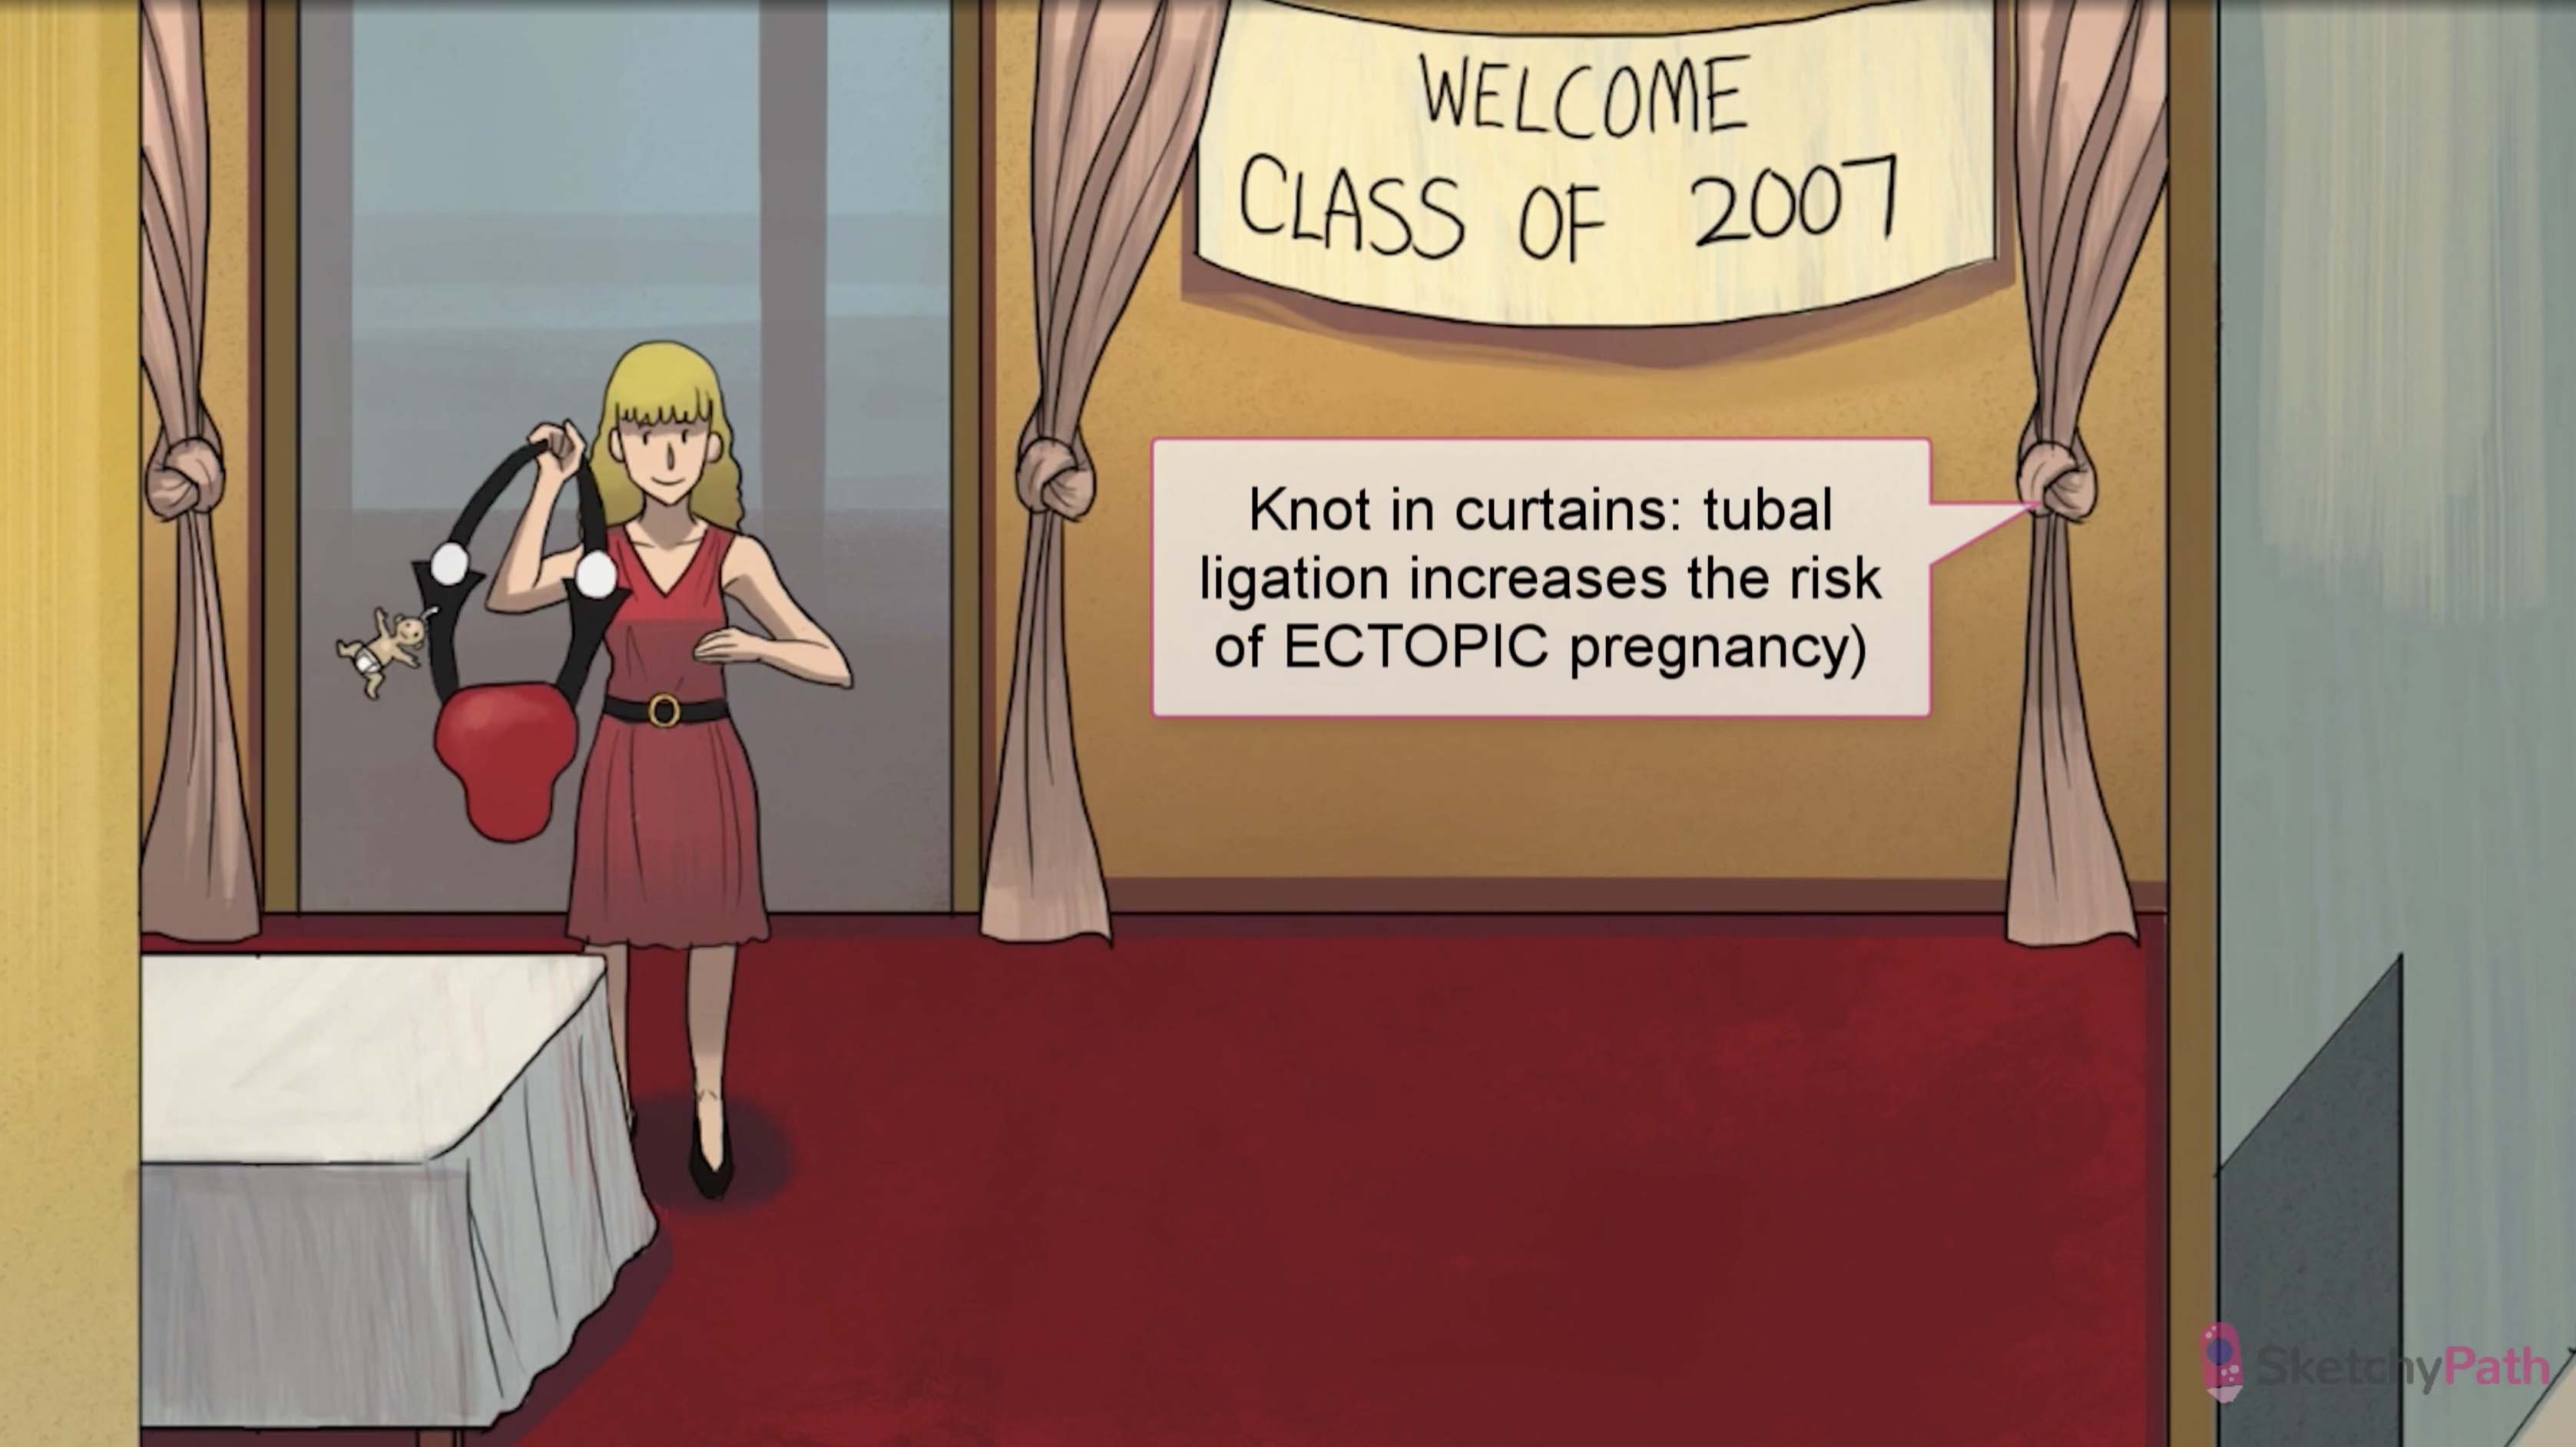 WELCOME
CLASS OF 2007
Knot in curtains: tubal
ligation increases the risk
of ECTOPIC pregnancy)
SketchyPath